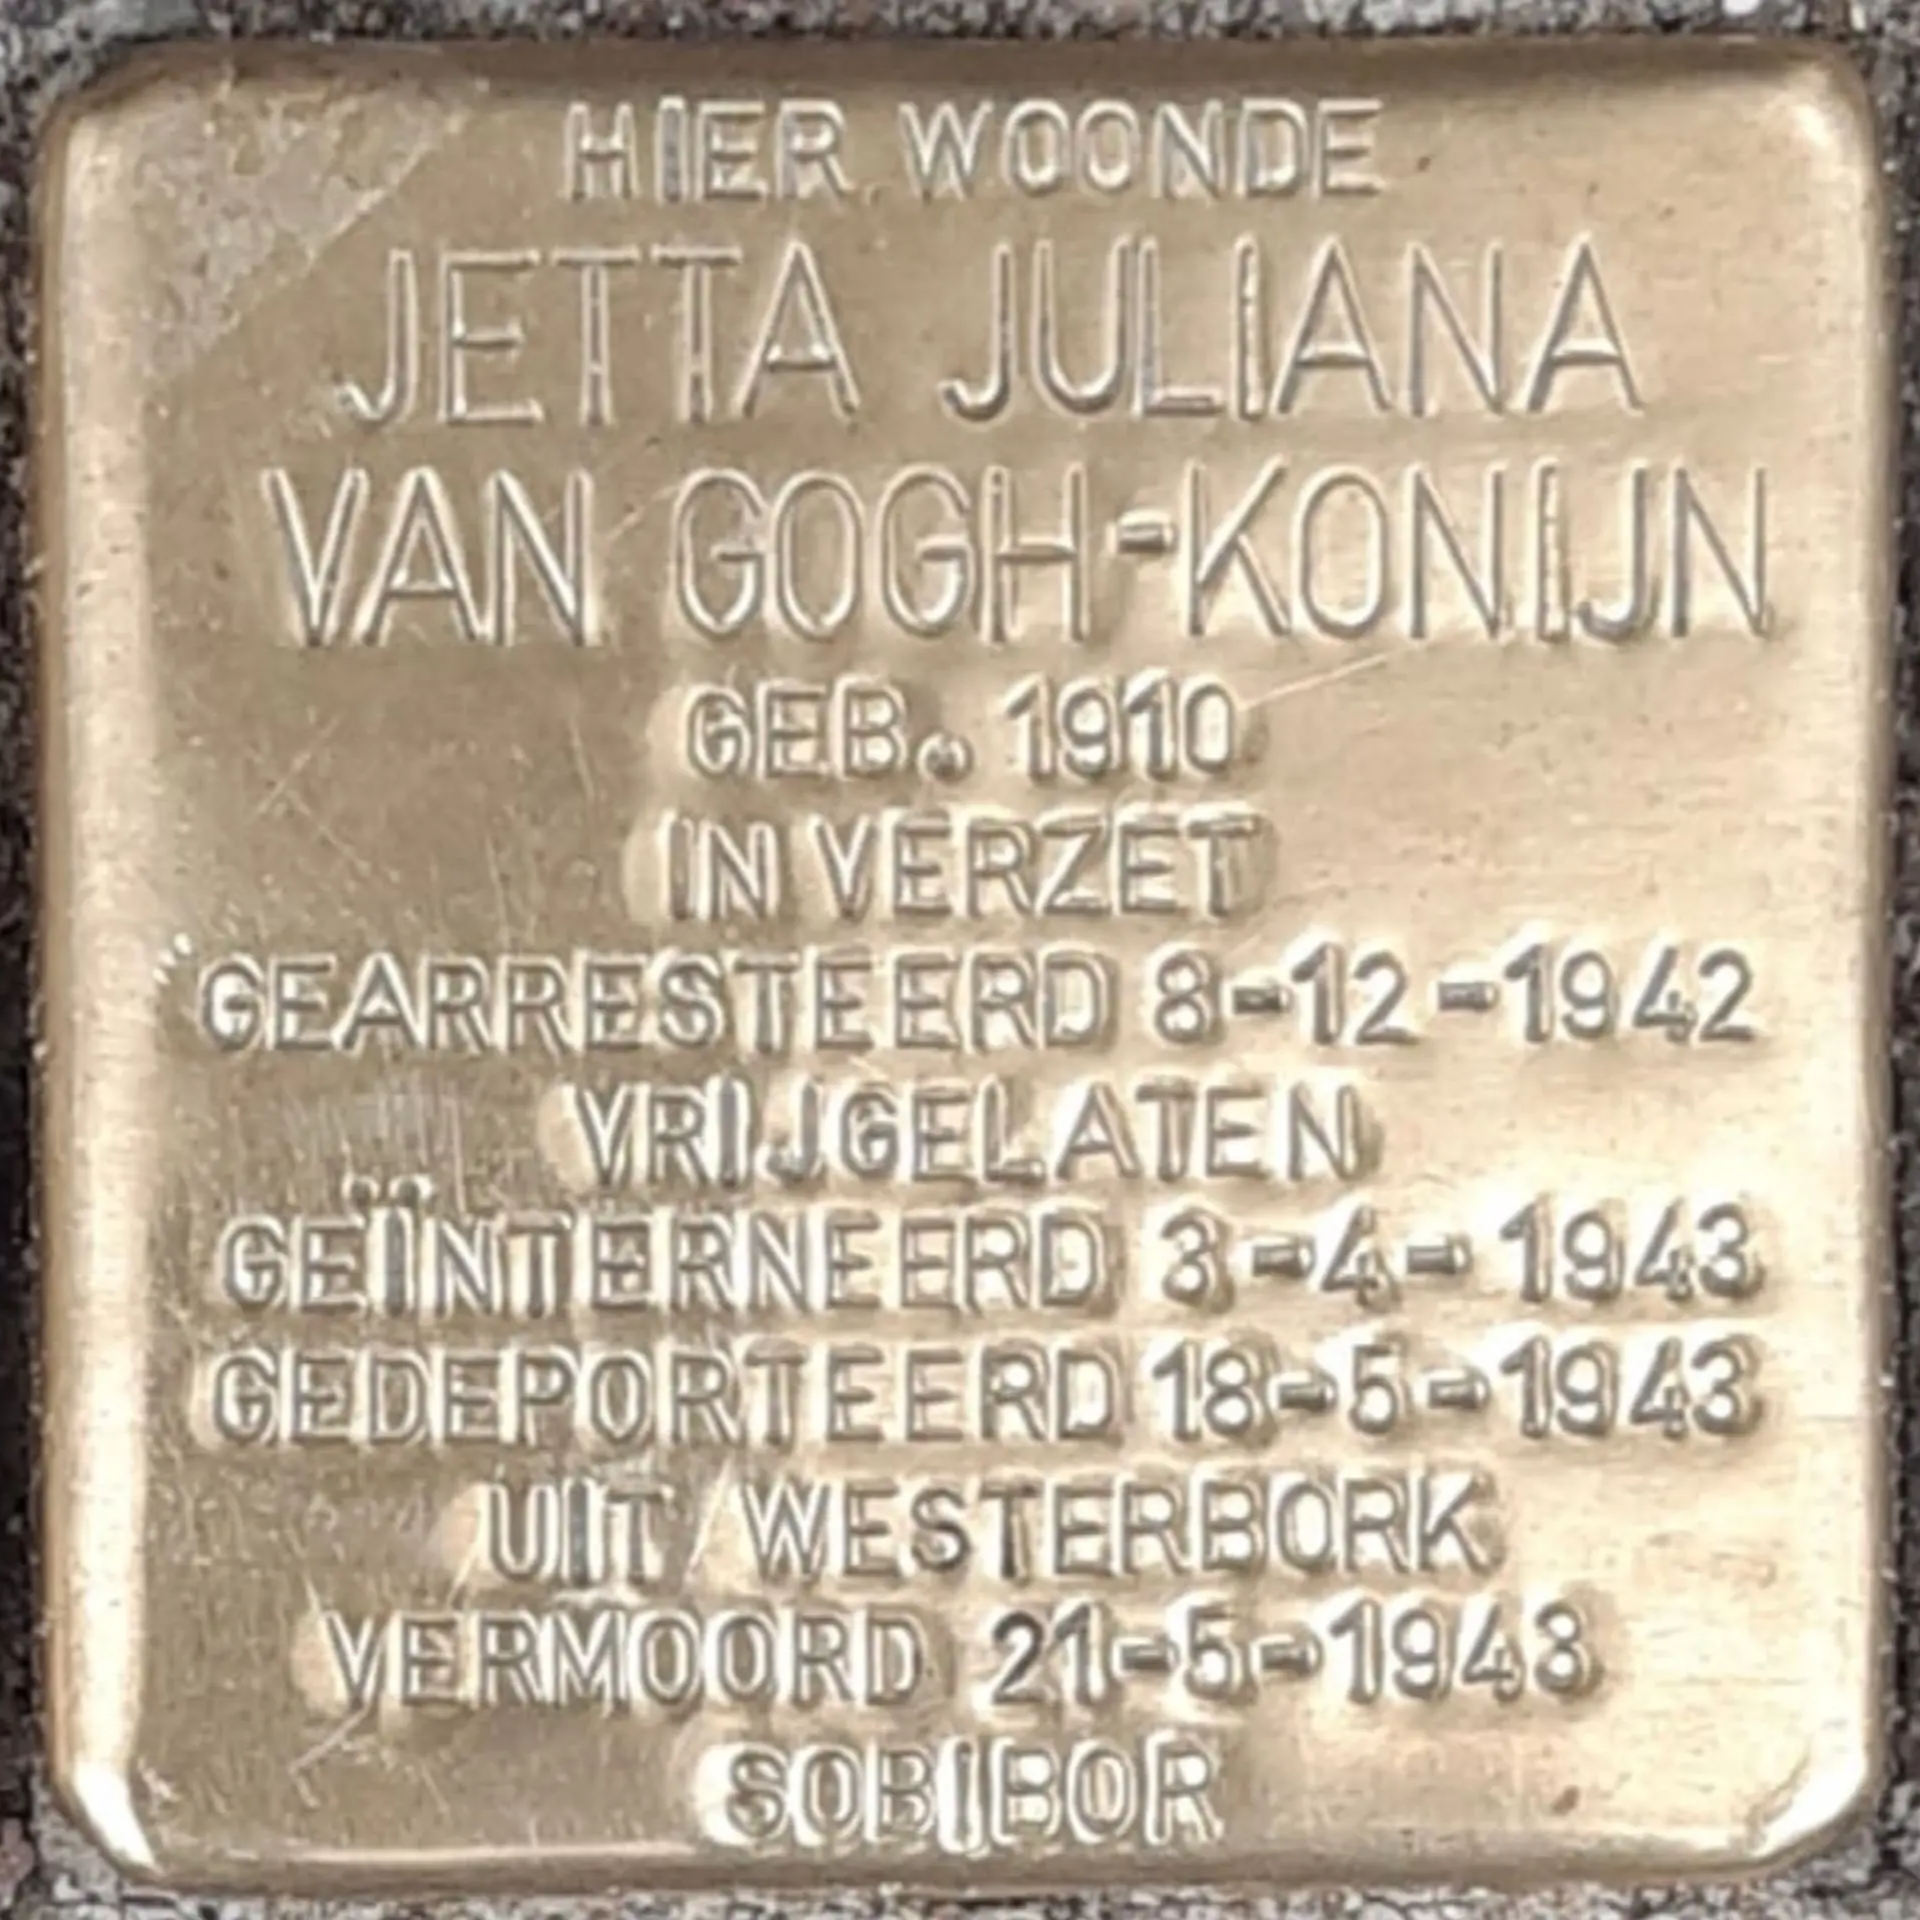 HIER WOONDE
JETTA JULIANA
VAN GOGH-KONIJN
GEB. 1910
IN VERZET
GEARRESTEERD 8-12-1942
VRIJGELATEN
GEÏNTERNEERD 3-4-1943
GEDEPORTEERD 18-5-1943
UIT WESTERBORK
VERMOORD 21-5-1943
SOBIBOR